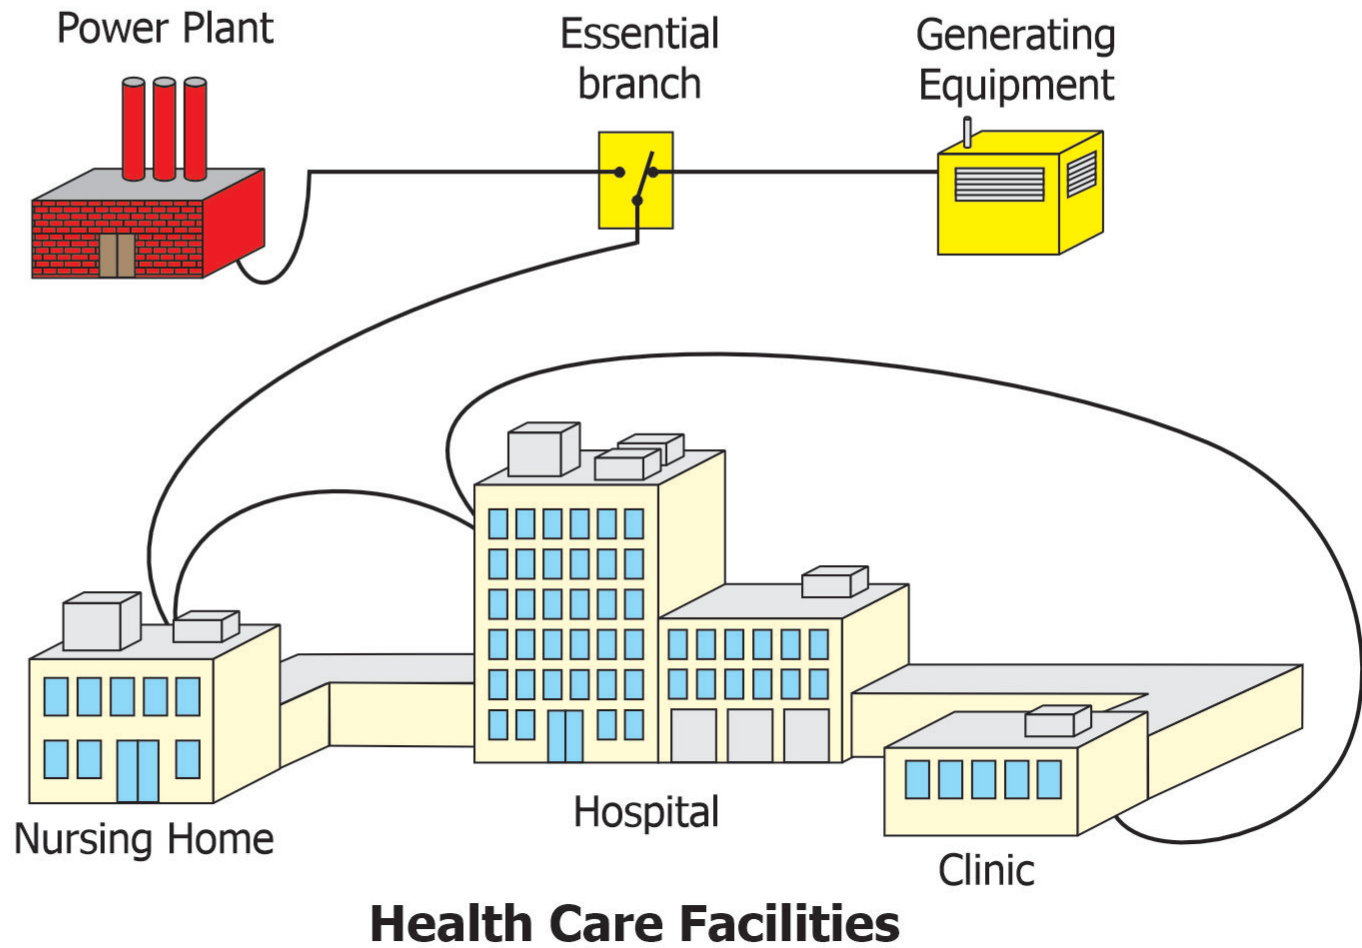 Power Plant
Essential
branch
Generating
Equipment
Nursing Home
Hospital
Clinic
Health Care Facilities